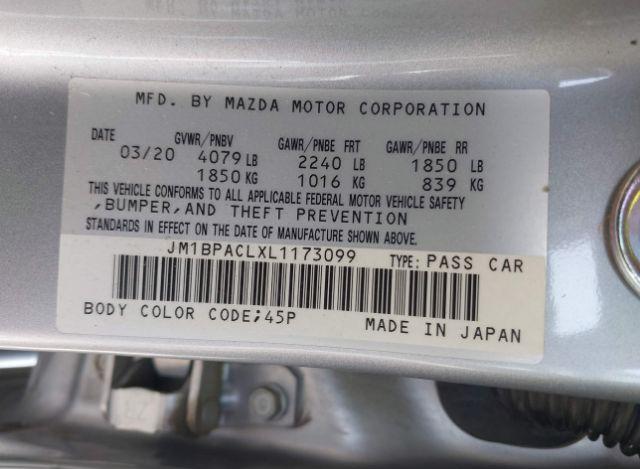 MFD. BY MAZDA MOTOR CORPORATION
DATE GVWR/PNBV GAWR/PNBE FRT GAWR/PNBE RR
03/20 4079 LB 2240 LB 1850 LB
1850 KG 1016 KG 839 KG
THIS VEHICLE CONFORMS TO ALL APPLICABLE FEDERAL MOTOR VEHICLE SAFETY
,BUMPER,AND THEFT PREVENTION
STANDARDS IN EFFECT ON THE DATE OF MANUFACTURE SHOWN ABOVE.
JM1BPACLXL1173099 TYPE: PASS CAR
BODY COLOR CODE;45P MADE IN JAPAN